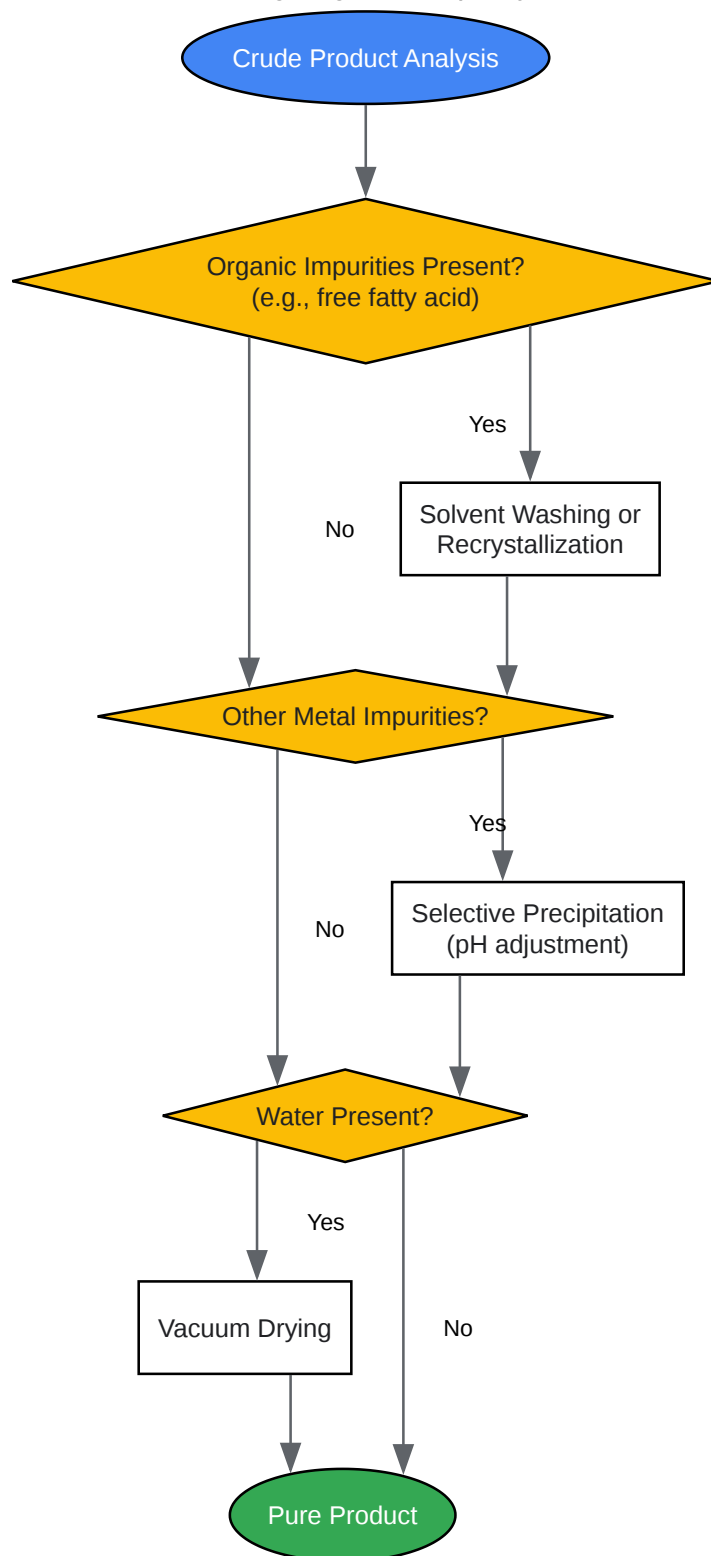 Crude Product Analysis
Organic Impurities Present?
(e.g., free fatty acid)
Yes
Solvent Washing or
Recrystallization
No
Other Metal Impurities?
Yes
Selective Precipitation
(pH adjustment)
No
Water Present?
Yes
Vacuum Drying
No
Pure Product